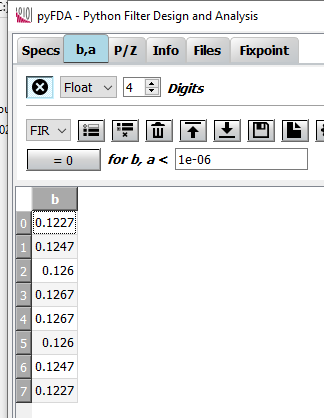 pyFDA - Python Filter Design and Analysis
Specs b,a P/Z Info Files Fixpoint
Float 4 Digits
FIR
= 0 for b, a < 1e-06
b
0 0.1227
1 0.1247
2 0.126
3 0.1267
4 0.1267
5 0.126
6 0.1247
7 0.1227